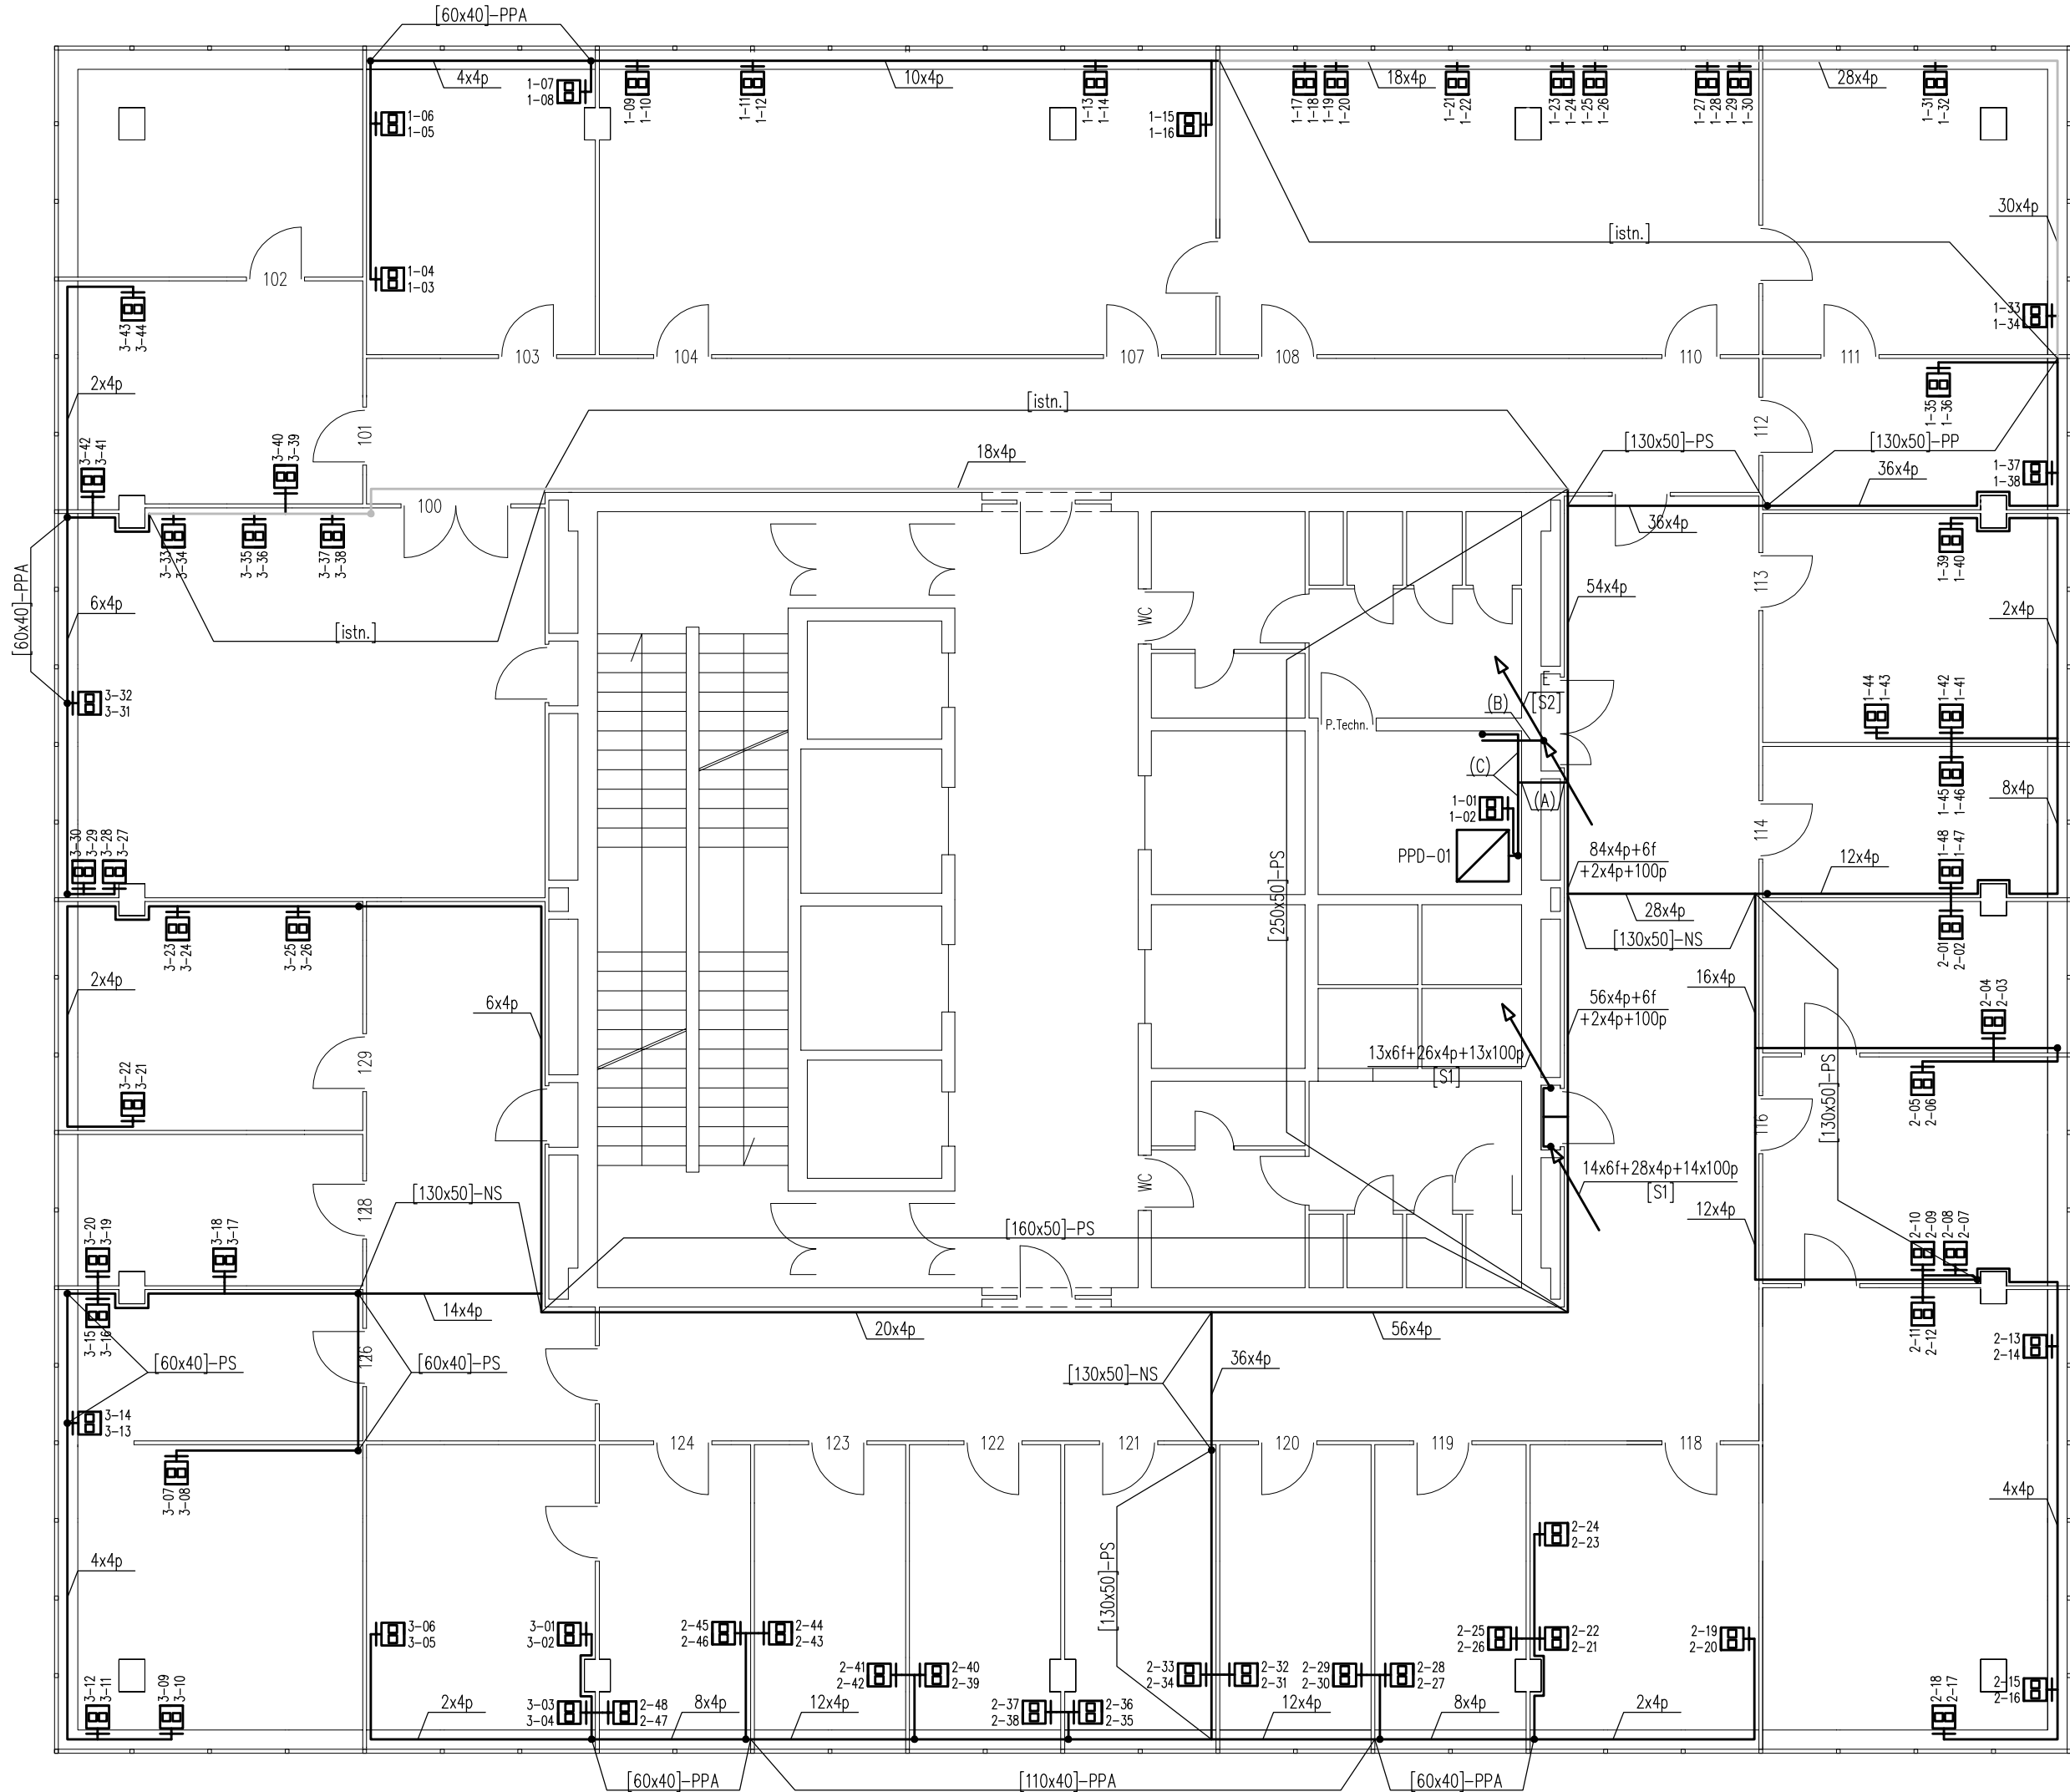 [60x40]-PPA
4x4p
1-07
1-08
1-09
1-10
1-11
1-12
10x4p
1-13
1-14
1-15
1-16
1-17
1-18
1-19
1-20
18x4p
1-21
1-22
1-23
1-24
1-25
1-26
1-27
1-28
1-29
1-30
28x4p
1-31
1-32
1-06
1-05
30x4p
[istn.]
102
1-04
1-03
3-43
3-44
1-33
1-34
103
104
107
108
110
111
2x4p
1-35
1-36
[istn.]
101
112
3-42
3-41
3-40
3-39
18x4p
[130x50]-PS
[130x50]-PP
1-37
1-38
36x4p
100
36x4p
3-33
3-34
3-35
3-36
3-37
3-38
1-39
1-40
[60x40]-PPA
6x4p
[istn.]
WC
54x4p
113
2x4p
3-32
3-31
E
[S2]
(B)
P.Techn.
1-44
1-43
1-42
1-41
(C)
(A)
1-01
1-02
1-45
1-46
8x4p
114
3-30
3-29
3-28
3-27
PPD-01
84x4p+6f
+2x4p+100p
1-48
1-47
12x4p
[250x50]-PS
28x4p
[130x50]-NS
3-23
3-24
3-25
3-26
2-01
2-02
2x4p
6x4p
16x4p
56x4p+6f
+2x4p+100p
2-04
2-03
129
3-22
3-21
13x6f+26x4p+13x100p
[S1]
2-05
2-06
116
[130x50]-PS
14x6f+28x4p+14x100p
[S1]
WC
128
[130x50]-NS
12x4p
3-20
3-19
3-18
3-17
[160x50]-PS
2-10
2-09
2-08
2-07
14x4p
20x4p
56x4p
3-15
3-16
2-11
2-12
2-13
2-14
126
[60x40]-PS
[60x40]-PS
[130x50]-NS
36x4p
3-14
3-13
124
123
122
121
120
119
118
3-07
3-08
4x4p
2-24
2-23
4x4p
[130x50]-PS
3-06
3-05
3-01
3-02
2-45
2-46
2-44
2-43
2-25
2-26
2-22
2-21
2-19
2-20
2-41
2-42
2-40
2-39
2-33
2-34
2-32
2-31
2-29
2-30
2-28
2-27
3-12
3-11
3-09
3-10
2-18
2-17
2-15
2-16
2x4p
3-03
3-04
2-48
2-47
8x4p
12x4p
2-37
2-38
2-36
2-35
12x4p
8x4p
2x4p
[60x40]-PPA
[110x40]-PPA
[60x40]-PPA